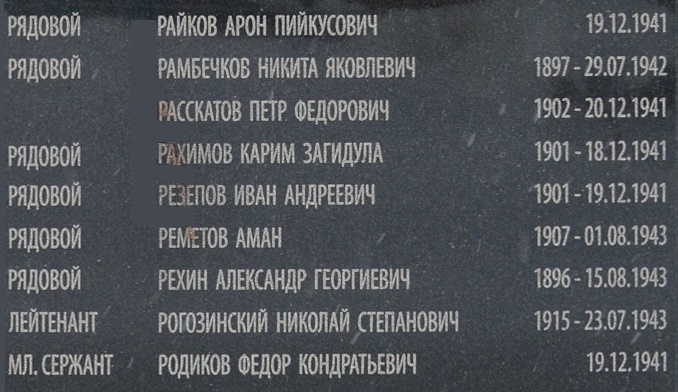 РЯДОВОЙ РАЙКОВ АРОН ПИЙКУСОВИЧ 19.12.1941
РЯДОВОЙ РАМБЕЧКОВ НИКИТА ЯКОВЛЕВИЧ 1897 - 29.07.1942
РАССКАТОВ ПЕТР ФЕДОРОВИЧ 1902 - 20.12.1941
РЯДОВОЙ РАХИМОВ КАРИМ ЗАГИДУЛА 1901 - 18.12.1941
РЯДОВОЙ РЕЗЕПОВ ИВАН АНДРЕЕВИЧ 1901 - 19.12.1941
РЯДОВОЙ РЕМЕТОВ АМАН 1907 - 01.08.1943
РЯДОВОЙ РЕХИН АЛЕКСАНДР ГЕОРГИЕВИЧ 1896 - 15.08.1943
ЛЕЙТЕНАНТ РОГОЗИНСКИЙ НИКОЛАЙ СТЕПАНОВИЧ 1915 - 23.07.1943
МЛ. СЕРЖАНТ РОДИКОВ ФЕДОР КОНДРАТЬЕВИЧ 19.12.1941